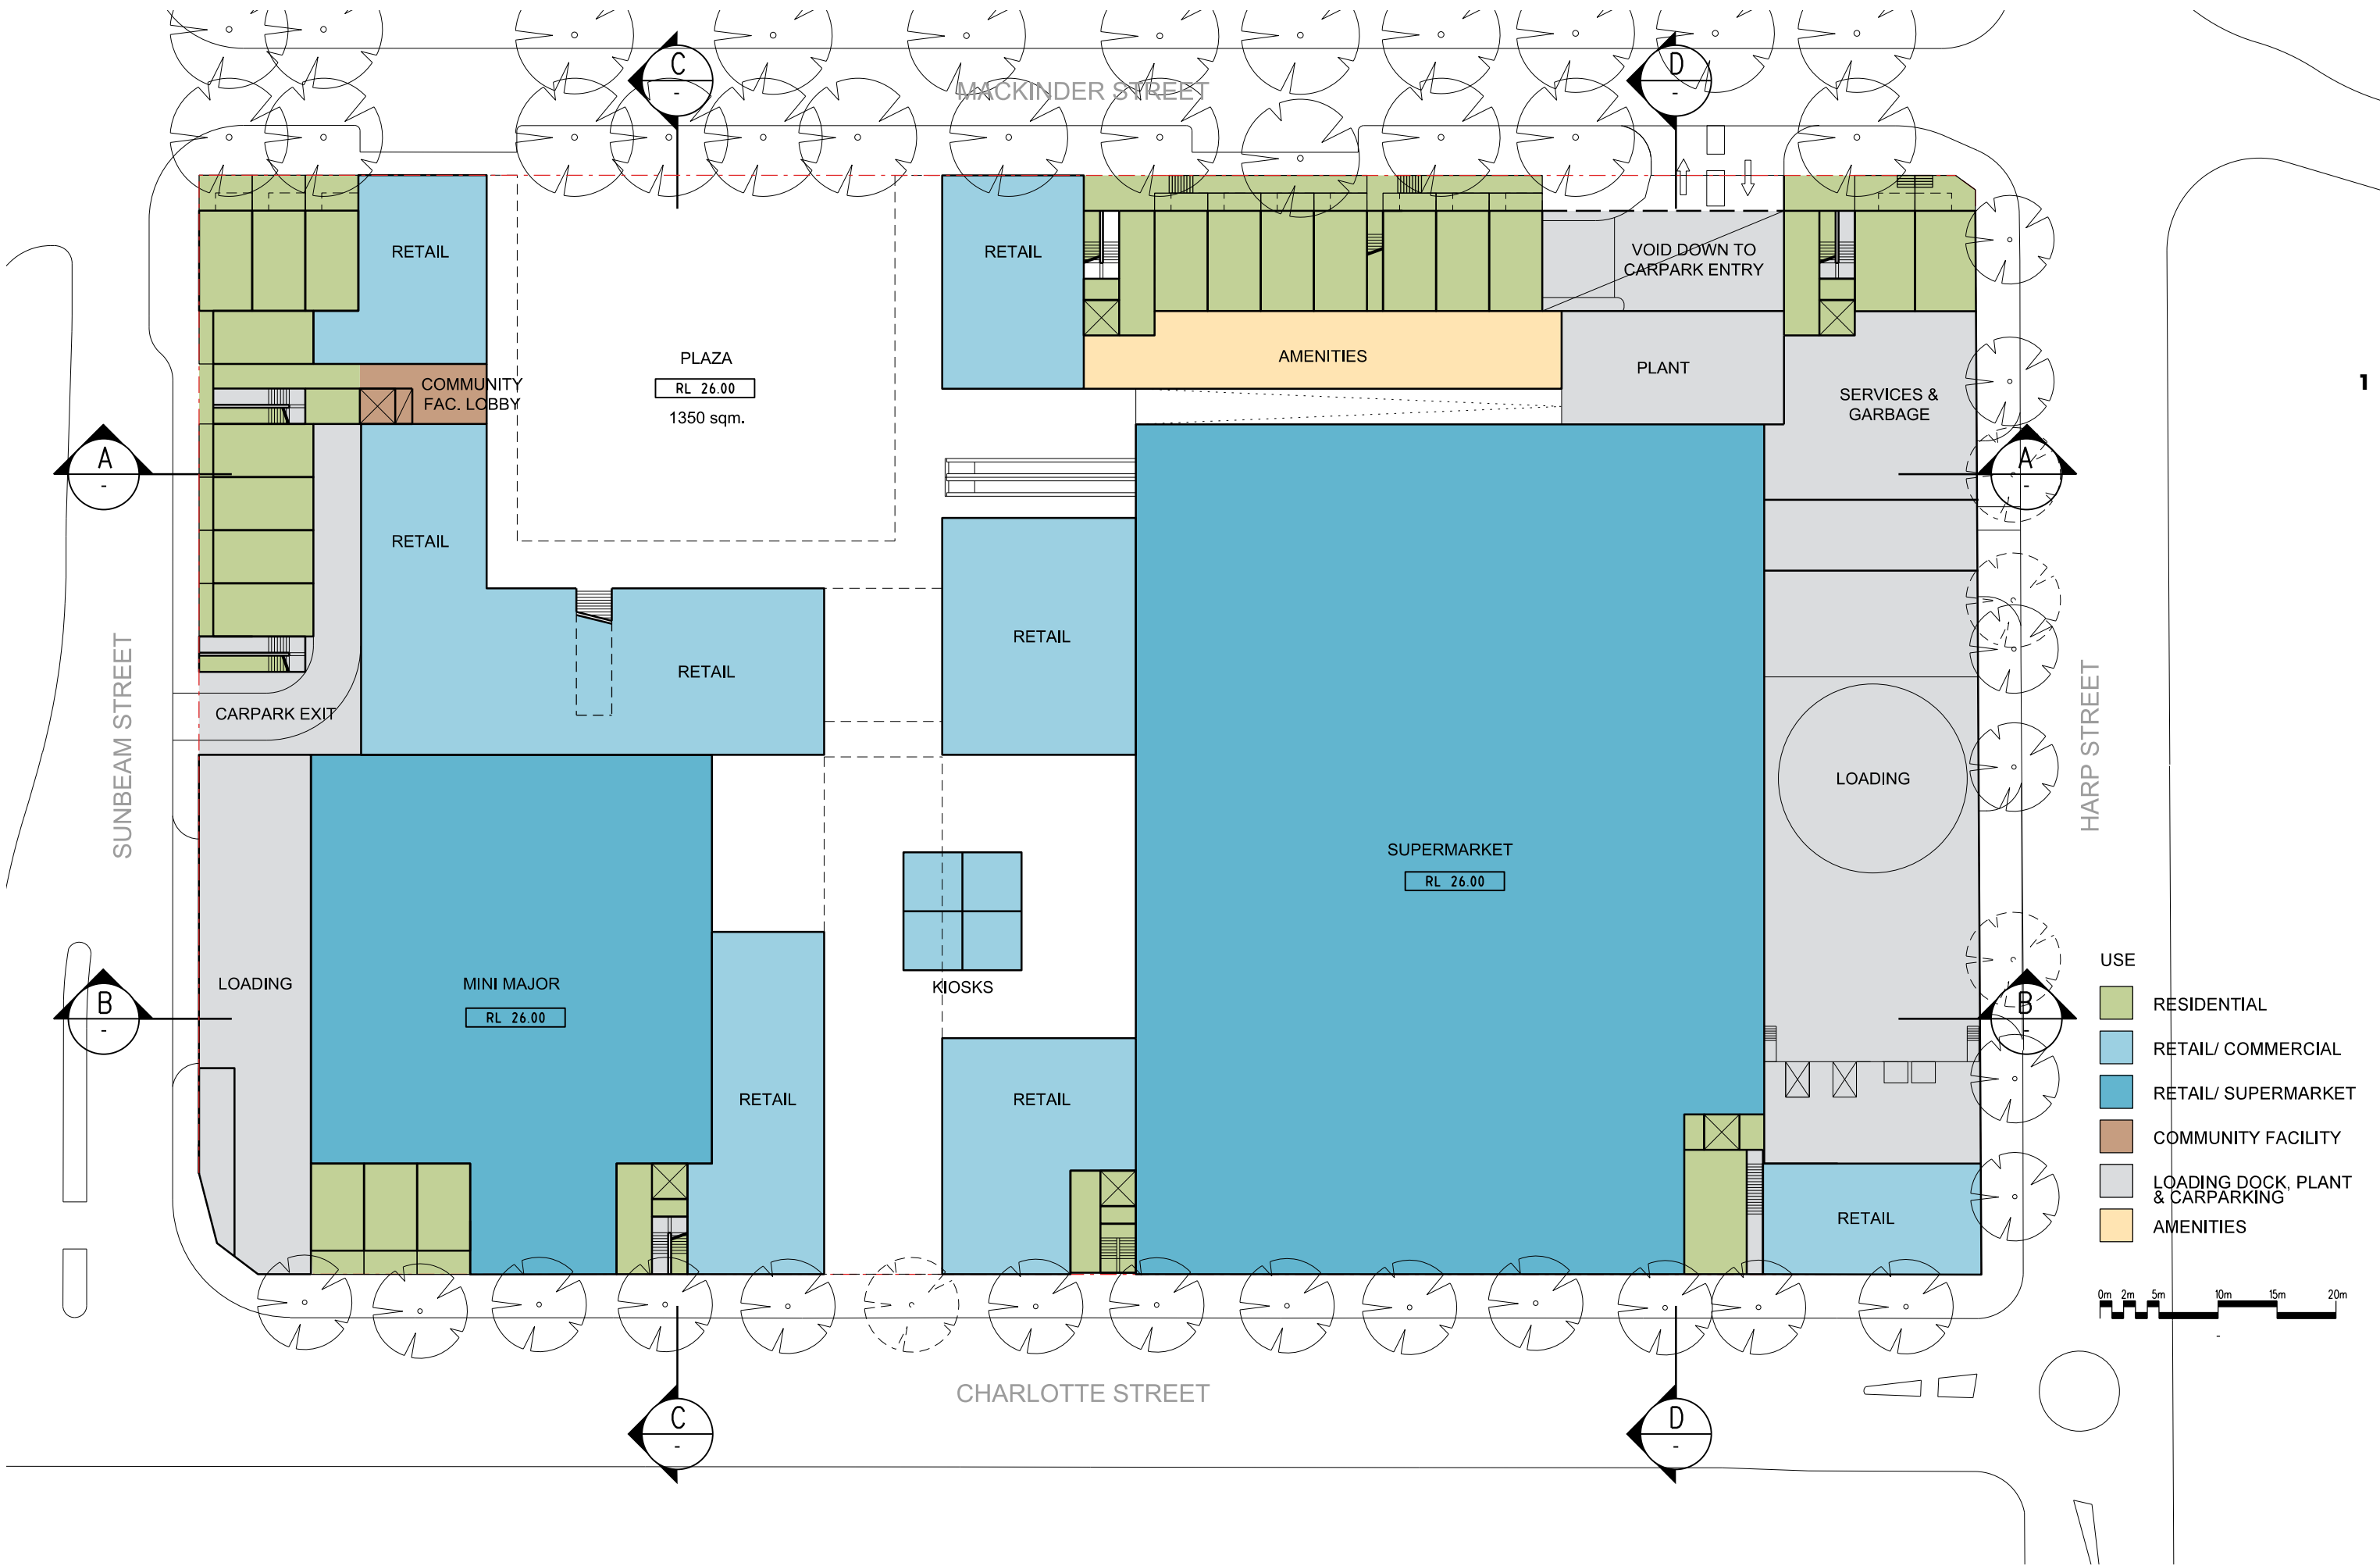 C
-
D
-
MACKINDER STREET
RETAIL
RETAIL
VOID DOWN TO
CARPARK ENTRY
PLAZA
RL 26.00
1350 sqm.
AMENITIES
PLANT
COMMUNITY
FAC. LOBBY
SERVICES &
GARBAGE
1
A
-
A
-
RETAIL
RETAIL
RETAIL
SUNBEAM STREET
CARPARK EXIT
HARP STREET
LOADING
SUPERMARKET
RL 26.00
LOADING
MINI MAJOR
RL 26.00
KIOSKS
B
-
B
-
RETAIL
RETAIL
RETAIL
USE
RESIDENTIAL
RETAIL/ COMMERCIAL
RETAIL/ SUPERMARKET
COMMUNITY FACILITY
LOADING DOCK, PLANT
& CARPARKING
AMENITIES
0m 2m 5m 10m 15m 20m
-
CHARLOTTE STREET
C
-
D
-